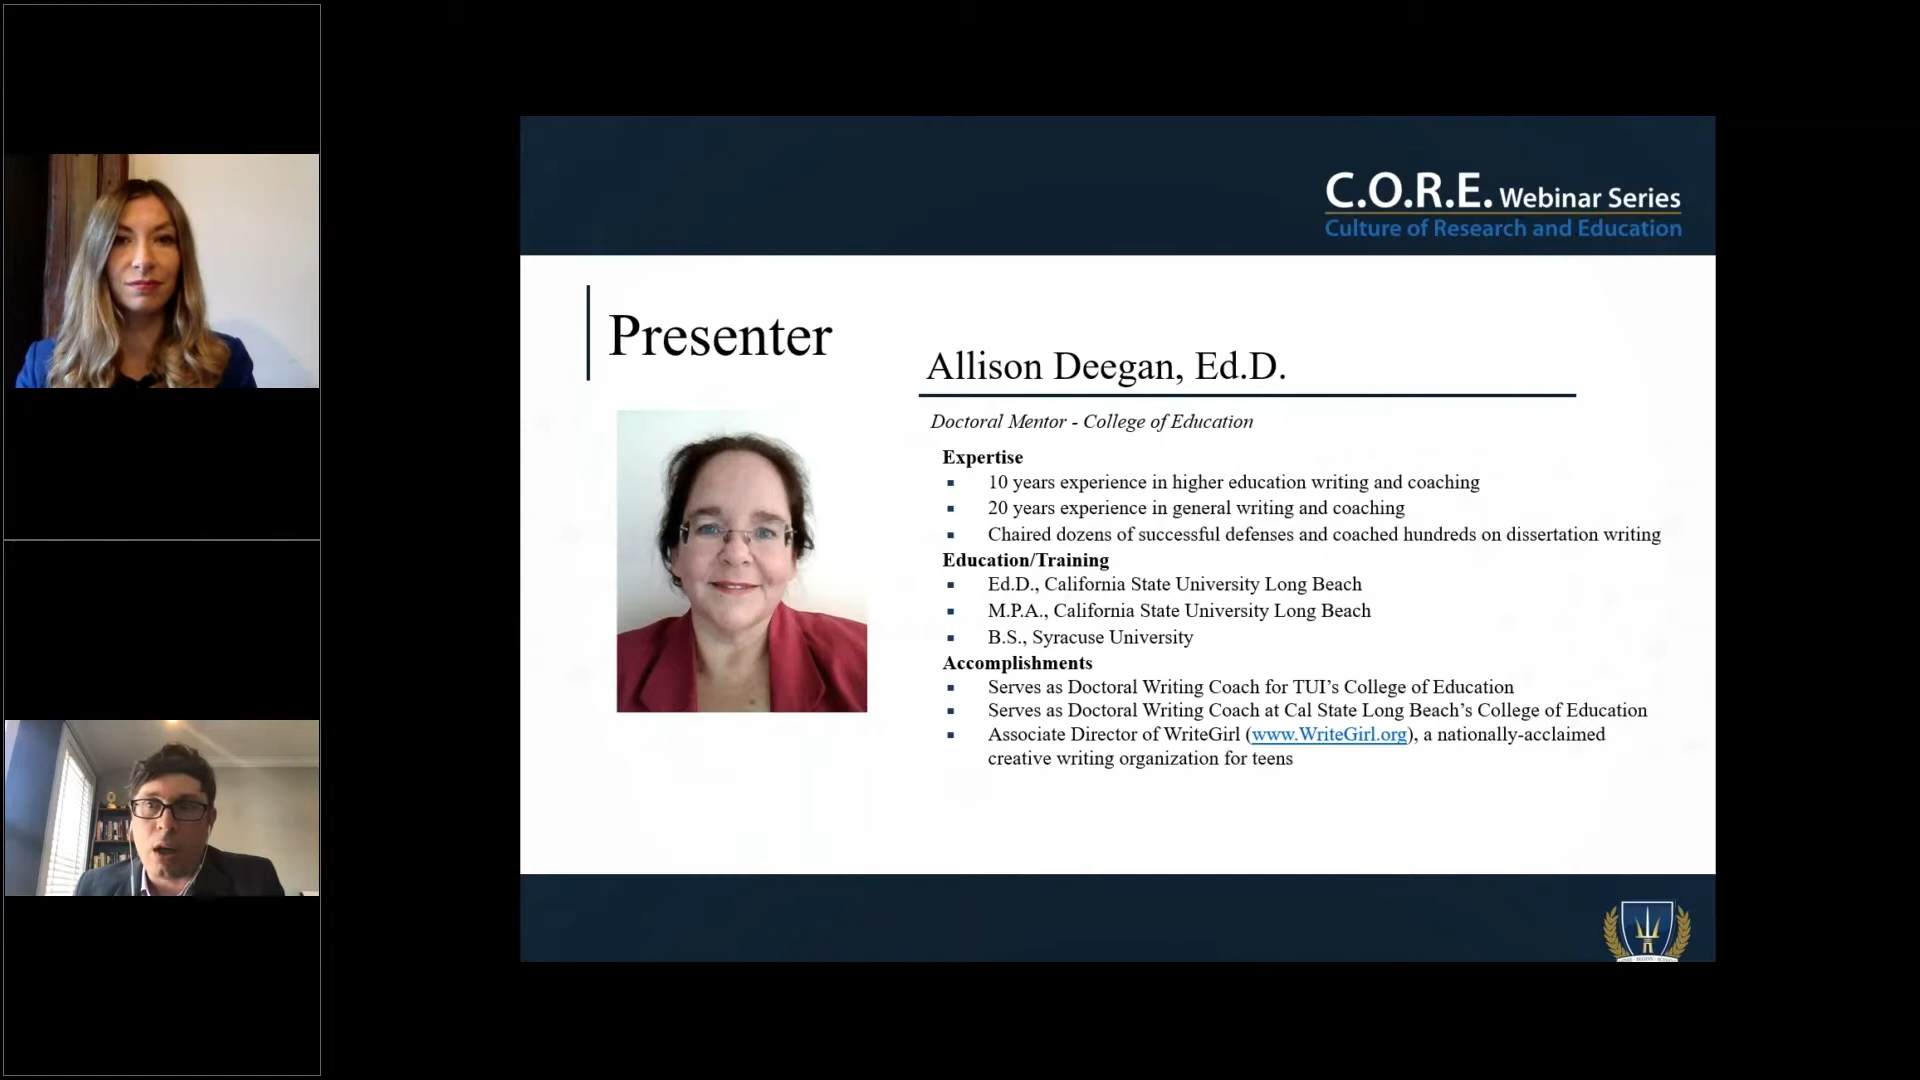 C.O.R.E. Webinar Series
Culture of Research and Education
Presenter
Allison Deegan, Ed.D.
Doctoral Mentor - College of Education
Expertise
▪ 10 years experience in higher education writing and coaching
▪ 20 years experience in general writing and coaching
▪ Chaired dozens of successful defenses and coached hundreds on dissertation writing
Education/Training
▪ Ed.D., California State University Long Beach
▪ M.P.A., California State University Long Beach
▪ B.S., Syracuse University
Accomplishments
▪ Serves as Doctoral Writing Coach for TUI’s College of Education
▪ Serves as Doctoral Writing Coach at Cal State Long Beach’s College of Education
▪ Associate Director of WriteGirl (www.WriteGirl.org), a nationally-acclaimed
creative writing organization for teens